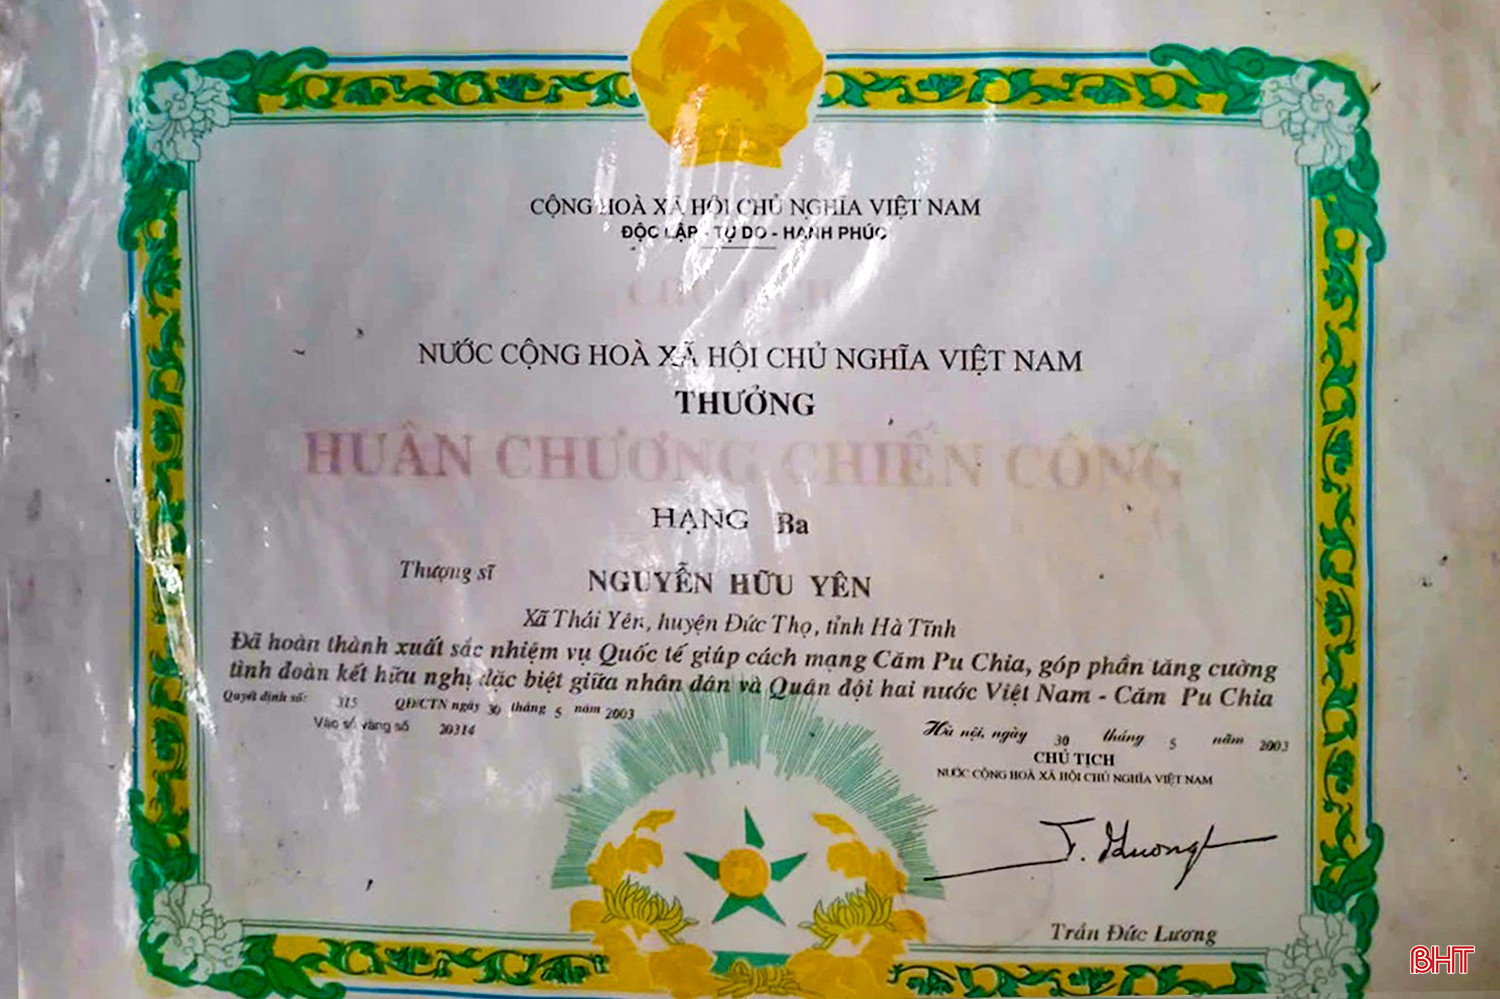 CỘNG HOÀ XÃ HỘI CHỦ NGHĨA VIỆT NAM
ĐỘC LẬP - TỰ DO - HẠNH PHÚC
CHỦ TỊCH
NƯỚC CỘNG HOÀ XÃ HỘI CHỦ NGHĨA VIỆT NAM
THƯỞNG
HUÂN CHƯƠNG CHIẾN CÔNG
HẠNG Ba
Thượng sĩ NGUYỄN HỮU YÊN
Xã Thái Yên, huyện Đức Thọ, tỉnh Hà Tĩnh
Đã hoàn thành xuất sắc nhiệm vụ Quốc tế giúp cách mạng Căm Pu Chia, góp phần tăng cường
tình đoàn kết hữu nghị đặc biệt giữa nhân dân và Quân đội hai nước Việt Nam - Căm Pu Chia
Quyết định số: 315 QĐ/CTN ngày 30 tháng 5 năm 2003
Vào sổ vàng số 20314
Hà nội, ngày 30 tháng 5 năm 2003
CHỦ TỊCH
NƯỚC CỘNG HOÀ XÃ HỘI CHỦ NGHĨA VIỆT NAM
Trần Đức Lương
BHT